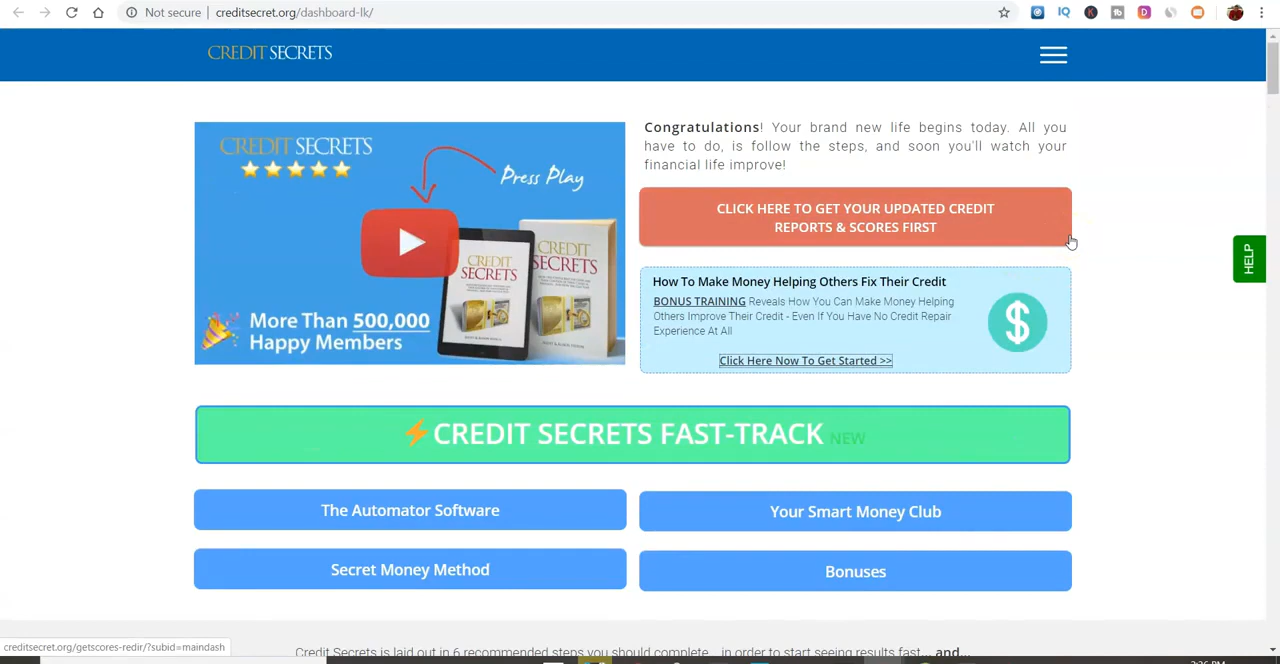 Not secure | creditsecret.org/dashboard-lk/
CREDIT SECRETS
CREDIT SECRETS
Press Play
CREDIT
SECRETS
CREDIT
SECRETS
More Than 500,000
Happy Members
Congratulations! Your brand new life begins today. All you
have to do, is follow the steps, and soon you'll watch your
financial life improve!
CLICK HERE TO GET YOUR UPDATED CREDIT
REPORTS & SCORES FIRST
How To Make Money Helping Others Fix Their Credit
BONUS TRAINING Reveals How You Can Make Money Helping
Others Improve Their Credit - Even If You Have No Credit Repair
Experience At All
Click Here Now To Get Started >>
HELP
⚡CREDIT SECRETS FAST-TRACK NEW
The Automator Software
Your Smart Money Club
Secret Money Method
Bonuses
creditsecret.org/getscores-redir/?subid=maindash
Credit Secrets is laid out in 6 recommended steps you should complete... in order to start seeing results fast... and...